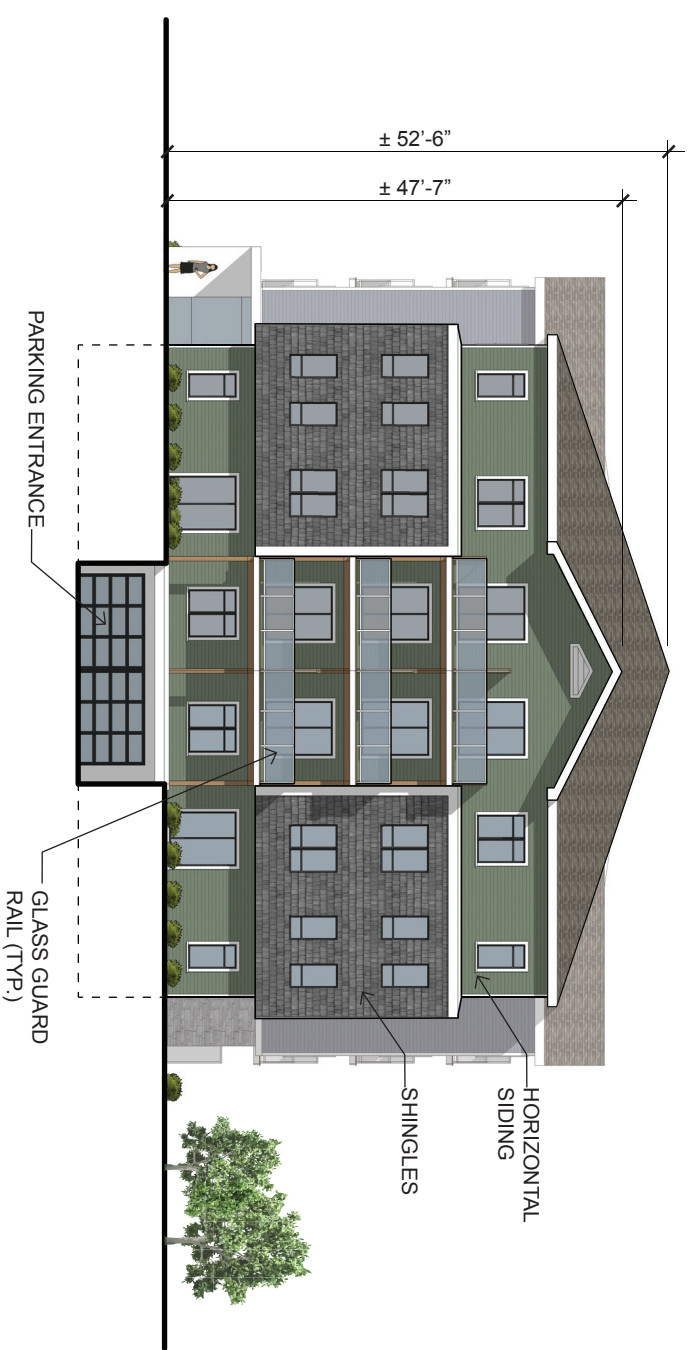 ± 52’-6”
± 47’-7”
HORIZONTAL
SIDING
SHINGLES
PARKING ENTRANCE
GLASS GUARD
RAIL (TYP.)